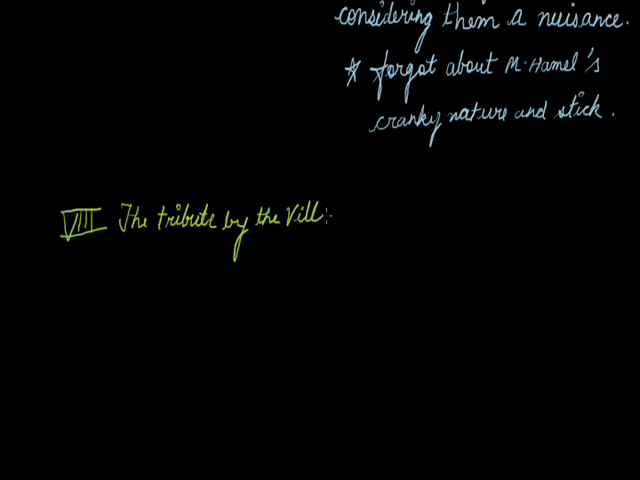 considering them a nuisance.
* forgot about M. Hamel's
cranky nature and stick.
VIII The tribute by the Vill